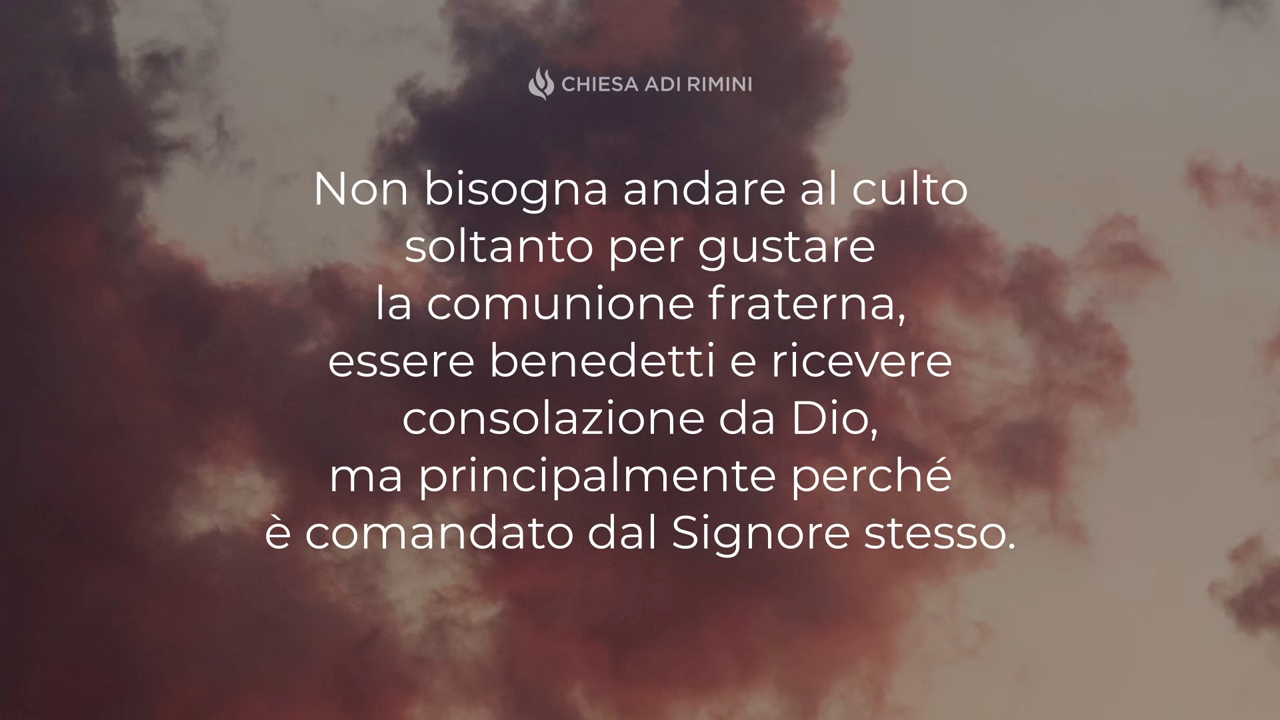 CHIESA ADI RIMINI
Non bisogna andare al culto
soltanto per gustare
la comunione fraterna,
essere benedetti e ricevere
consolazione da Dio,
ma principalmente perché
è comandato dal Signore stesso.